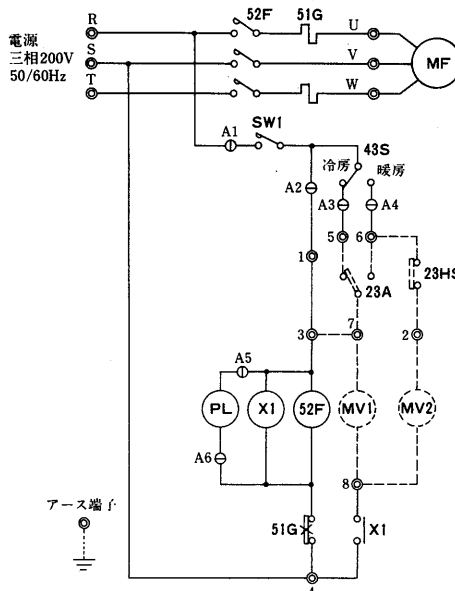 電源
三相200V
50/60Hz
R
S
T
52F
51G
U
V
W
MF
SW1
A1
43S
冷房
暖房
A2
A3
A4
5
6
1
23A
23HS
3
7
2
A5
PL
X1
52F
MV1
MV2
A6
8
アース端子
51G
X1
4